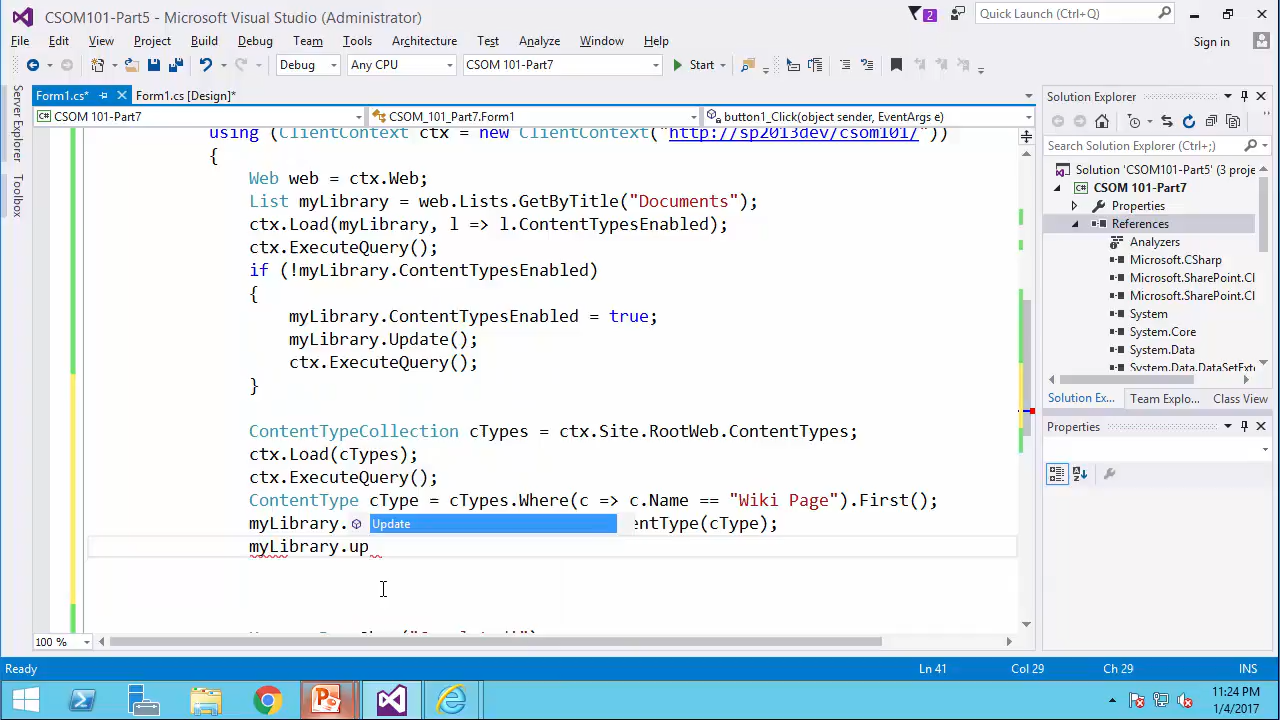 CSOM101-Part5 - Microsoft Visual Studio (Administrator)
2
Quick Launch (Ctrl+Q)
File Edit View Project Build Debug Team Tools Architecture Test Analyze Window Help
Sign in
Debug Any CPU CSOM 101-Part7 Start
Server Explorer
Toolbox
Form1.cs* Form1.cs [Design]*
CSOM 101-Part7 CSOM_101_Part7.Form1 button1_Click(object sender, EventArgs e)
using (ClientContext ctx = new ClientContext("http://sp2013dev/csom101/"))
{
Web web = ctx.Web;
List myLibrary = web.Lists.GetByTitle("Documents");
ctx.Load(myLibrary, l => l.ContentTypesEnabled);
ctx.ExecuteQuery();
if (!myLibrary.ContentTypesEnabled)
{
myLibrary.ContentTypesEnabled = true;
myLibrary.Update();
ctx.ExecuteQuery();
}
ContentTypeCollection cTypes = ctx.Site.RootWeb.ContentTypes;
ctx.Load(cTypes);
ctx.ExecuteQuery();
ContentType cType = cTypes.Where(c => c.Name == "Wiki Page").First();
myLibrary. Update entType(cType);
myLibrary.up
100 %
Solution Explorer
Search Solution Explorer (Ctrl+;)
Solution 'CSOM101-Part5' (3 proje
CSOM 101-Part7
Properties
References
Analyzers
Microsoft.CSharp
Microsoft.SharePoint.Cl
Microsoft.SharePoint.Cl
System
System.Core
System.Data
System.Data.DataSetExt
Solution Ex... Team Explo... Class View
Properties
Ready Ln 41 Col 29 Ch 29 INS
11:24 PM
1/4/2017